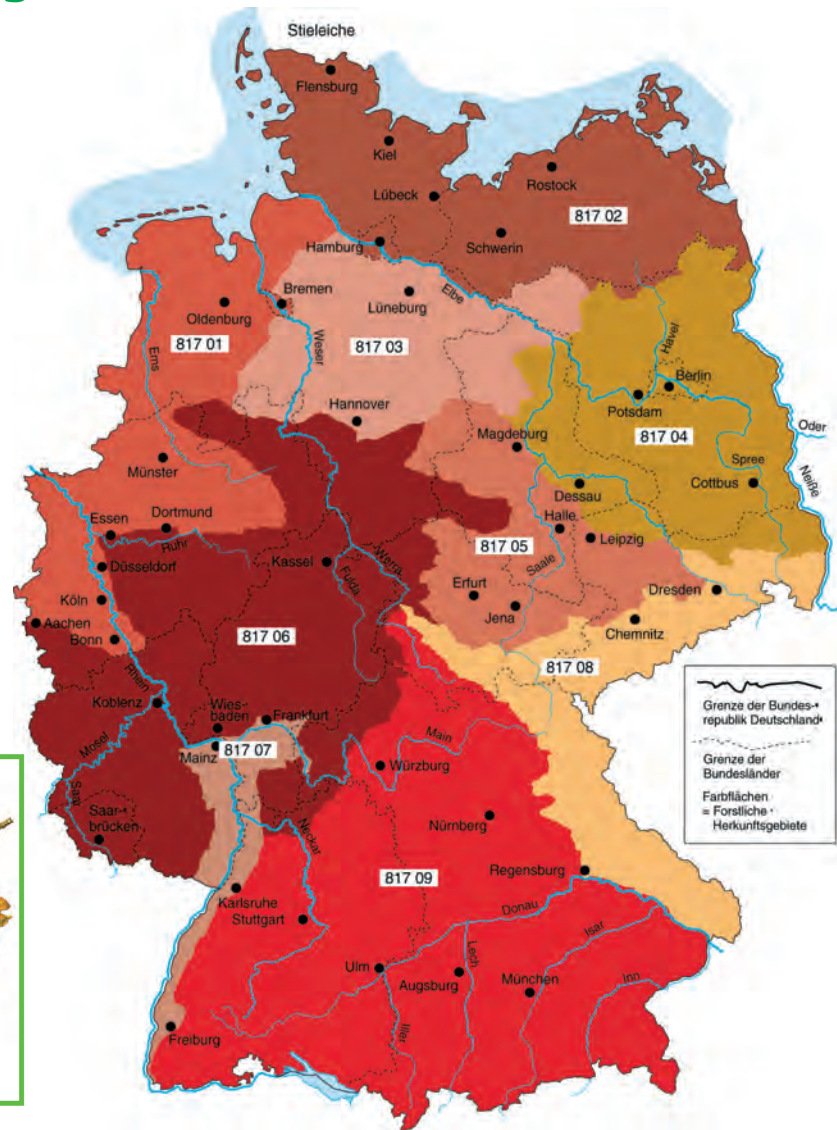 Stieleiche
Flensburg
Kiel
Rostock
Lübeck
817 02
Schwerin
Hamburg
Elbe
Bremen
Lüneburg
Oldenburg
Ems
817 01
Weser
817 03
Havel
Berlin
Hannover
Potsdam
Magdeburg
817 04
Oder
Münster
Spree
Neiße
Cottbus
Dessau
Essen
Dortmund
Halle
Ruhr
817 05
Leipzig
Düsseldorf
Kassel
Werra
Fulda
Saale
Köln
Erfurt
Dresden
Aachen
Jena
Bonn
817 06
Chemnitz
817 08
Rhein
Koblenz
Wies-
baden
Frankfurt
Mosel
Main
817 07
Mainz
Würzburg
Saar
Saar-
brücken
Neckar
Nürnberg
817 09
Regensburg
Karlsruhe
Stuttgart
Donau
Isar
Ulm
Lech
Augsburg
München
Inn
Iller
Freiburg
Grenze der Bundes-
republik Deutschland
Grenze der
Bundesländer
Farbflächen
= Forstliche
Herkunftsgebiete